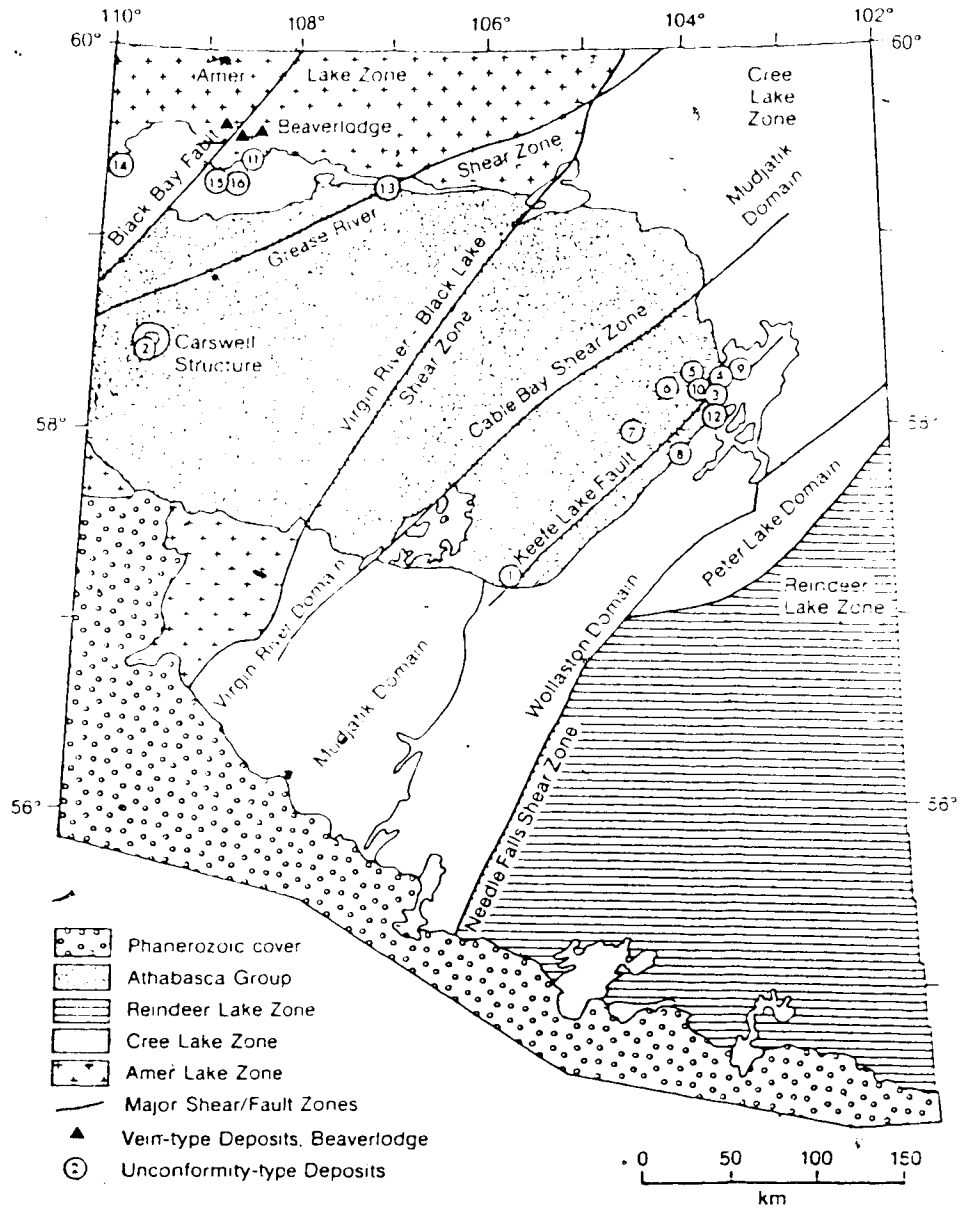 110° 108° 106° 104° 102°
60° 60°
Amer Lake Zone
Cree
Lake
Zone
Beaverlodge
Black Bay Fault
Shear Zone
Mudjatik
Domain
14
11
15 16
13
Grease River
Virgin River - Black Lake
Shear Zone
2
Carswell
Structure
Cable Bay Shear Zone
5 4 9
6 10 3
12
7
8
58°
Keefe Lake Fault
Peter Lake Domain
1
Reindeer
Lake Zone
Virgin River Domain
Wollaston Domain
Mudjatik Domain
56° 56°
Needle Falls Shear Zone
Phanerozoic cover
Athabasca Group
Reindeer Lake Zone
Cree Lake Zone
Amer Lake Zone
Major Shear/Fault Zones
Vein-type Deposits, Beaverlodge
2 Unconformity-type Deposits
0 50 100 150
km